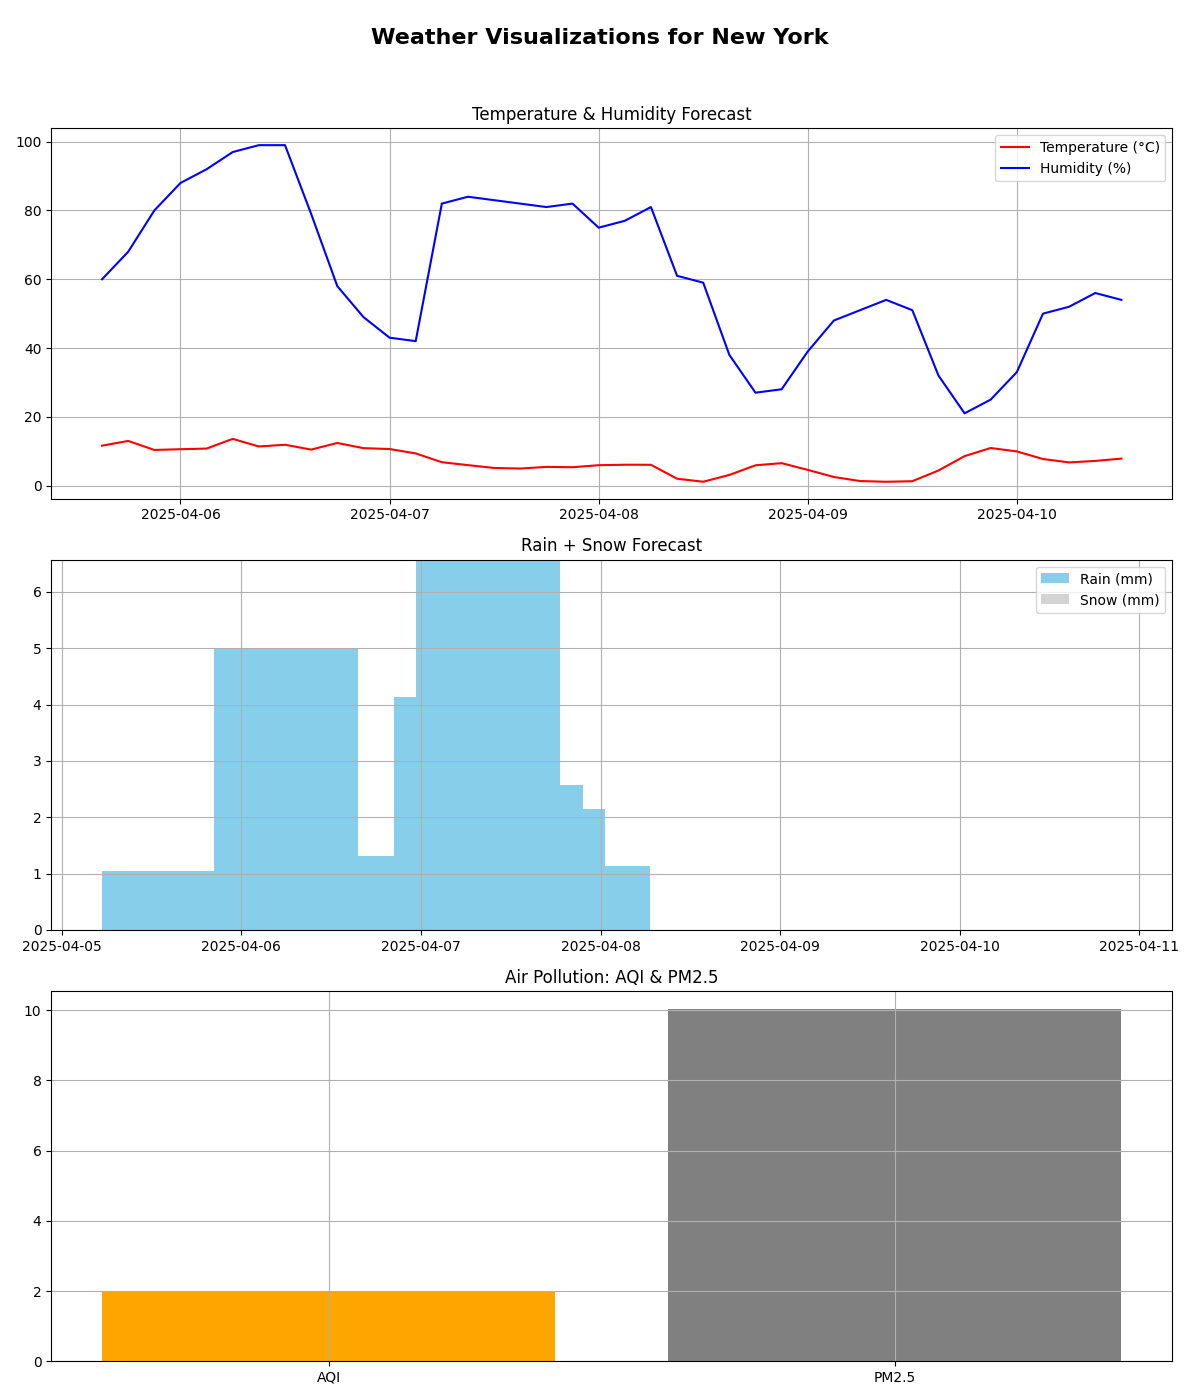 Weather Visualizations for New York
Temperature & Humidity Forecast
100
80
60
40
20
0
Temperature (°C)
Humidity (%)
2025-04-06 2025-04-07 2025-04-08 2025-04-09 2025-04-10
Rain + Snow Forecast
6
5
4
3
2
1
0
Rain (mm)
Snow (mm)
2025-04-05 2025-04-06 2025-04-07 2025-04-08 2025-04-09 2025-04-10 2025-04-11
Air Pollution: AQI & PM2.5
10
8
6
4
2
0
AQI PM2.5